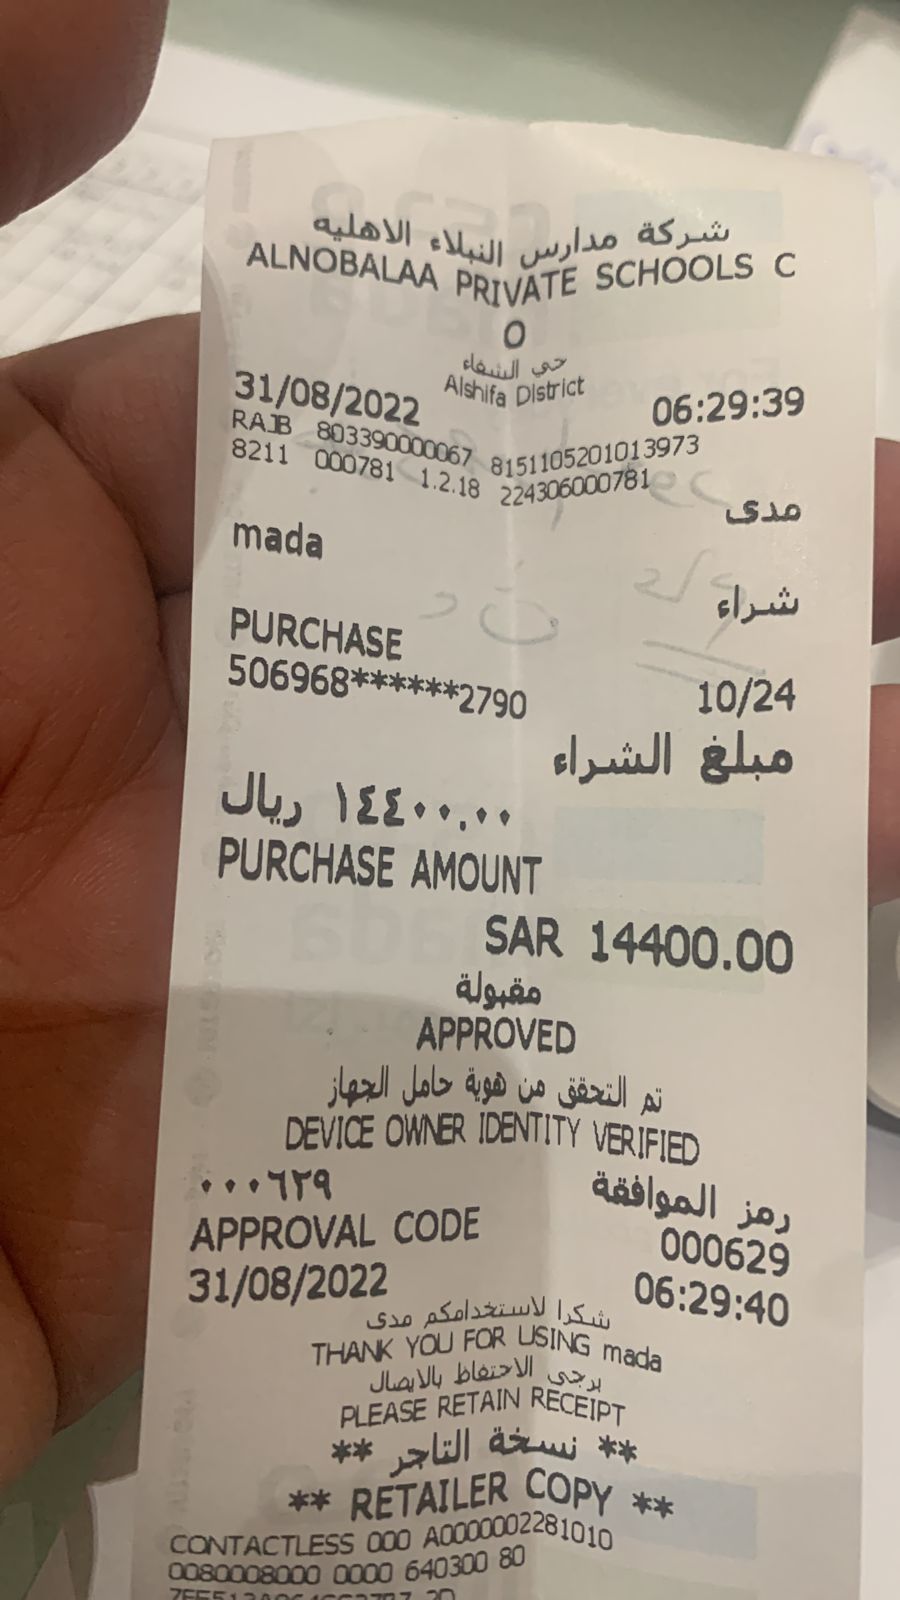 شركة مدارس النبلاء الاهليه
ALNOBALAA PRIVATE SCHOOLS C
O
حي الشفاء
Alshifa District
31/08/2022 06:29:39
RAJB 803390000067 8151105201013973
8211 000781 1.2.18 224306000781
مدى
mada
شراء
PURCHASE
506968******2790 10/24
مبلغ الشراء
١٤٤٠٠.٠٠ ريال
PURCHASE AMOUNT
SAR 14400.00
مقبولة
APPROVED
تم التحقق من هوية حامل الجهاز
DEVICE OWNER IDENTITY VERIFIED
رمز الموافقة ٠٠٠٦٢٩
APPROVAL CODE 000629
31/08/2022 06:29:40
شكرا لاستخدامكم مدى
THANK YOU FOR USING mada
يرجى الاحتفاظ بالايصال
PLEASE RETAIN RECEIPT
** نسخة التاجر **
** RETAILER COPY **
CONTACTLESS 000 A0000002281010
0080008000 0000 640300 80